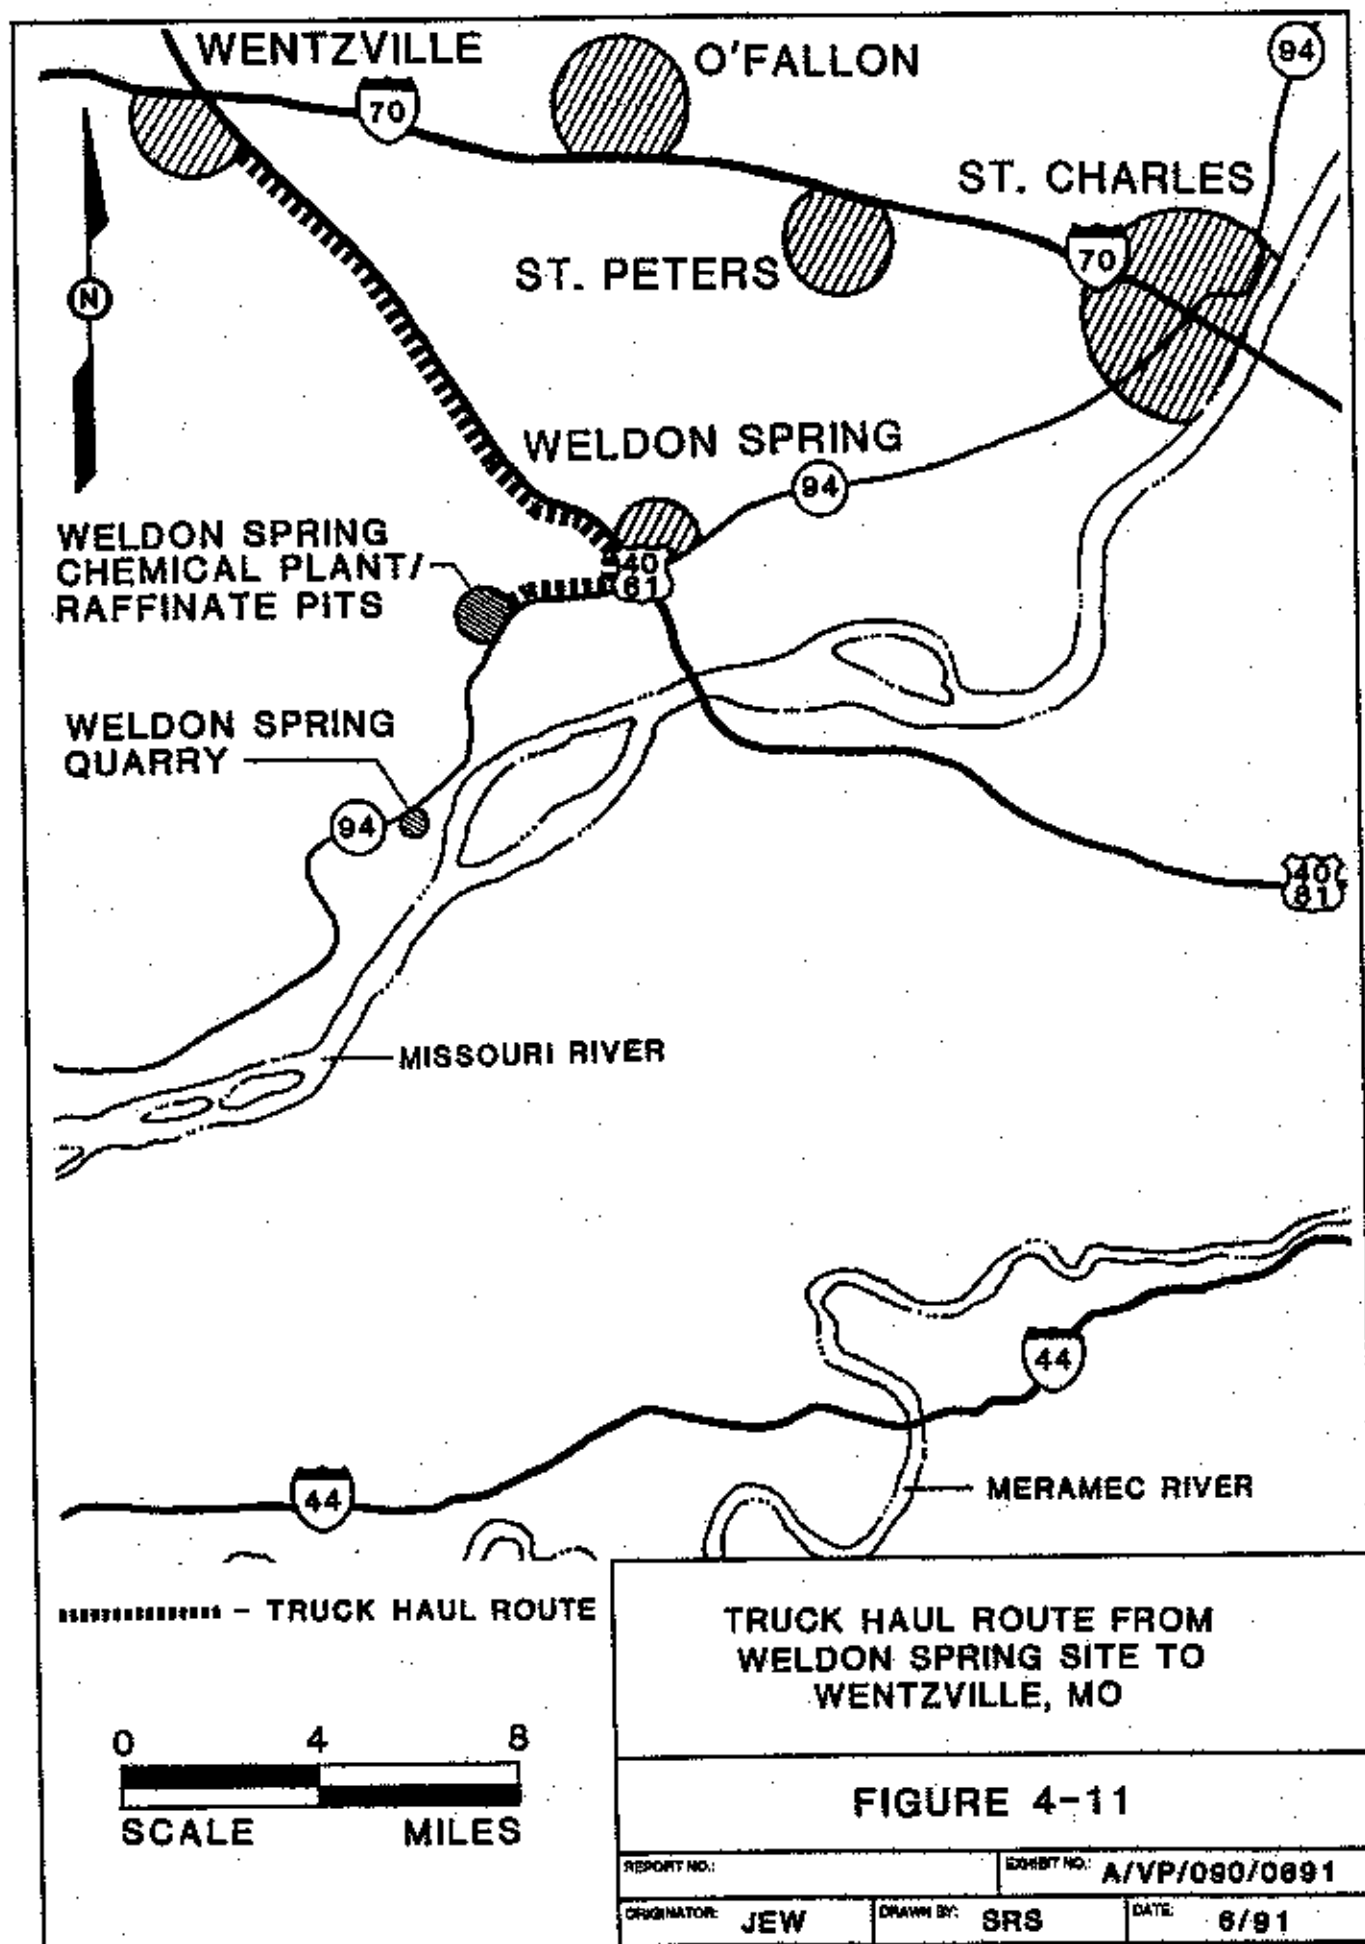 WENTZVILLE
O'FALLON
94
70
ST. CHARLES
70
ST. PETERS
N
WELDON SPRING
94
WELDON SPRING
CHEMICAL PLANT/
RAFFINATE PITS
40
61
WELDON SPRING
QUARRY
94
40
61
MISSOURI RIVER
44
44
MERAMEC RIVER
- TRUCK HAUL ROUTE
0 4 8
SCALE MILES
TRUCK HAUL ROUTE FROM
WELDON SPRING SITE TO
WENTZVILLE, MO
FIGURE 4-11
REPORT NO.:
EXHIBIT NO.: A/VP/090/0691
ORIGINATOR: JEW
DRAWN BY: SRS
DATE: 6/91